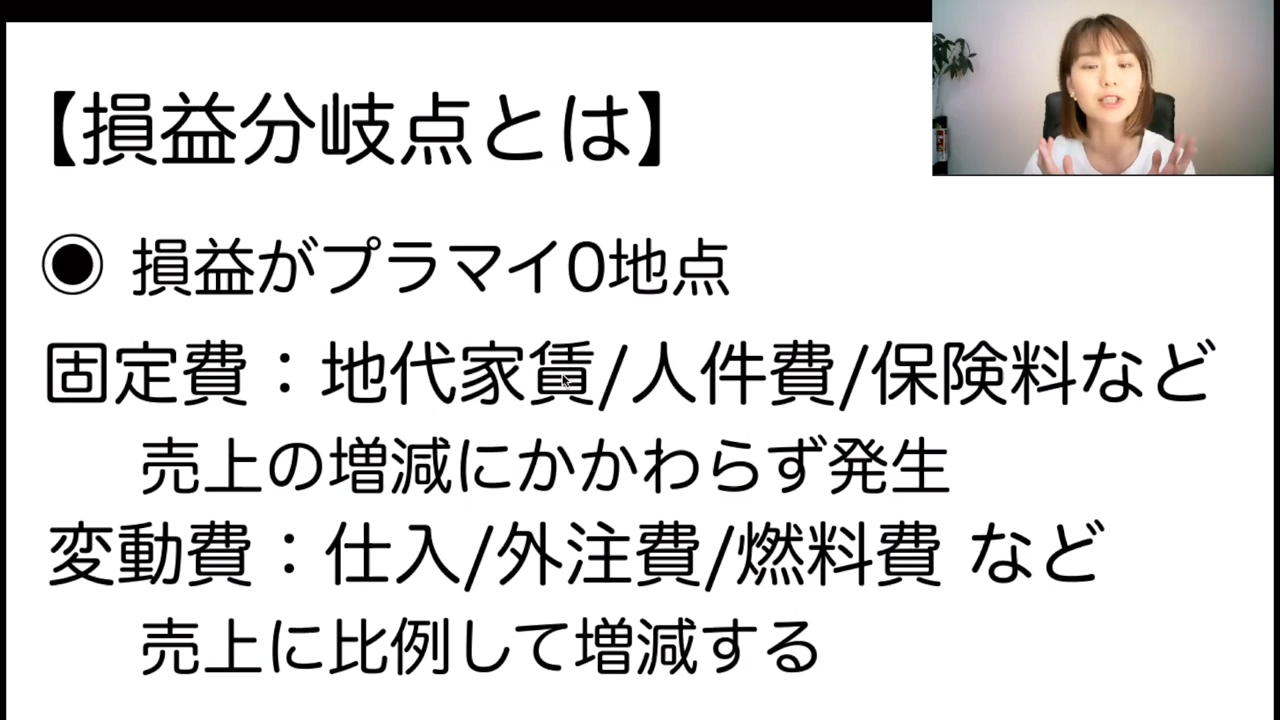 【損益分岐点とは】
◉ 損益がプラマイ0地点
固定費：地代家賃/人件費/保険料など
売上の増減にかかわらず発生
変動費：仕入/外注費/燃料費 など
売上に比例して増減する